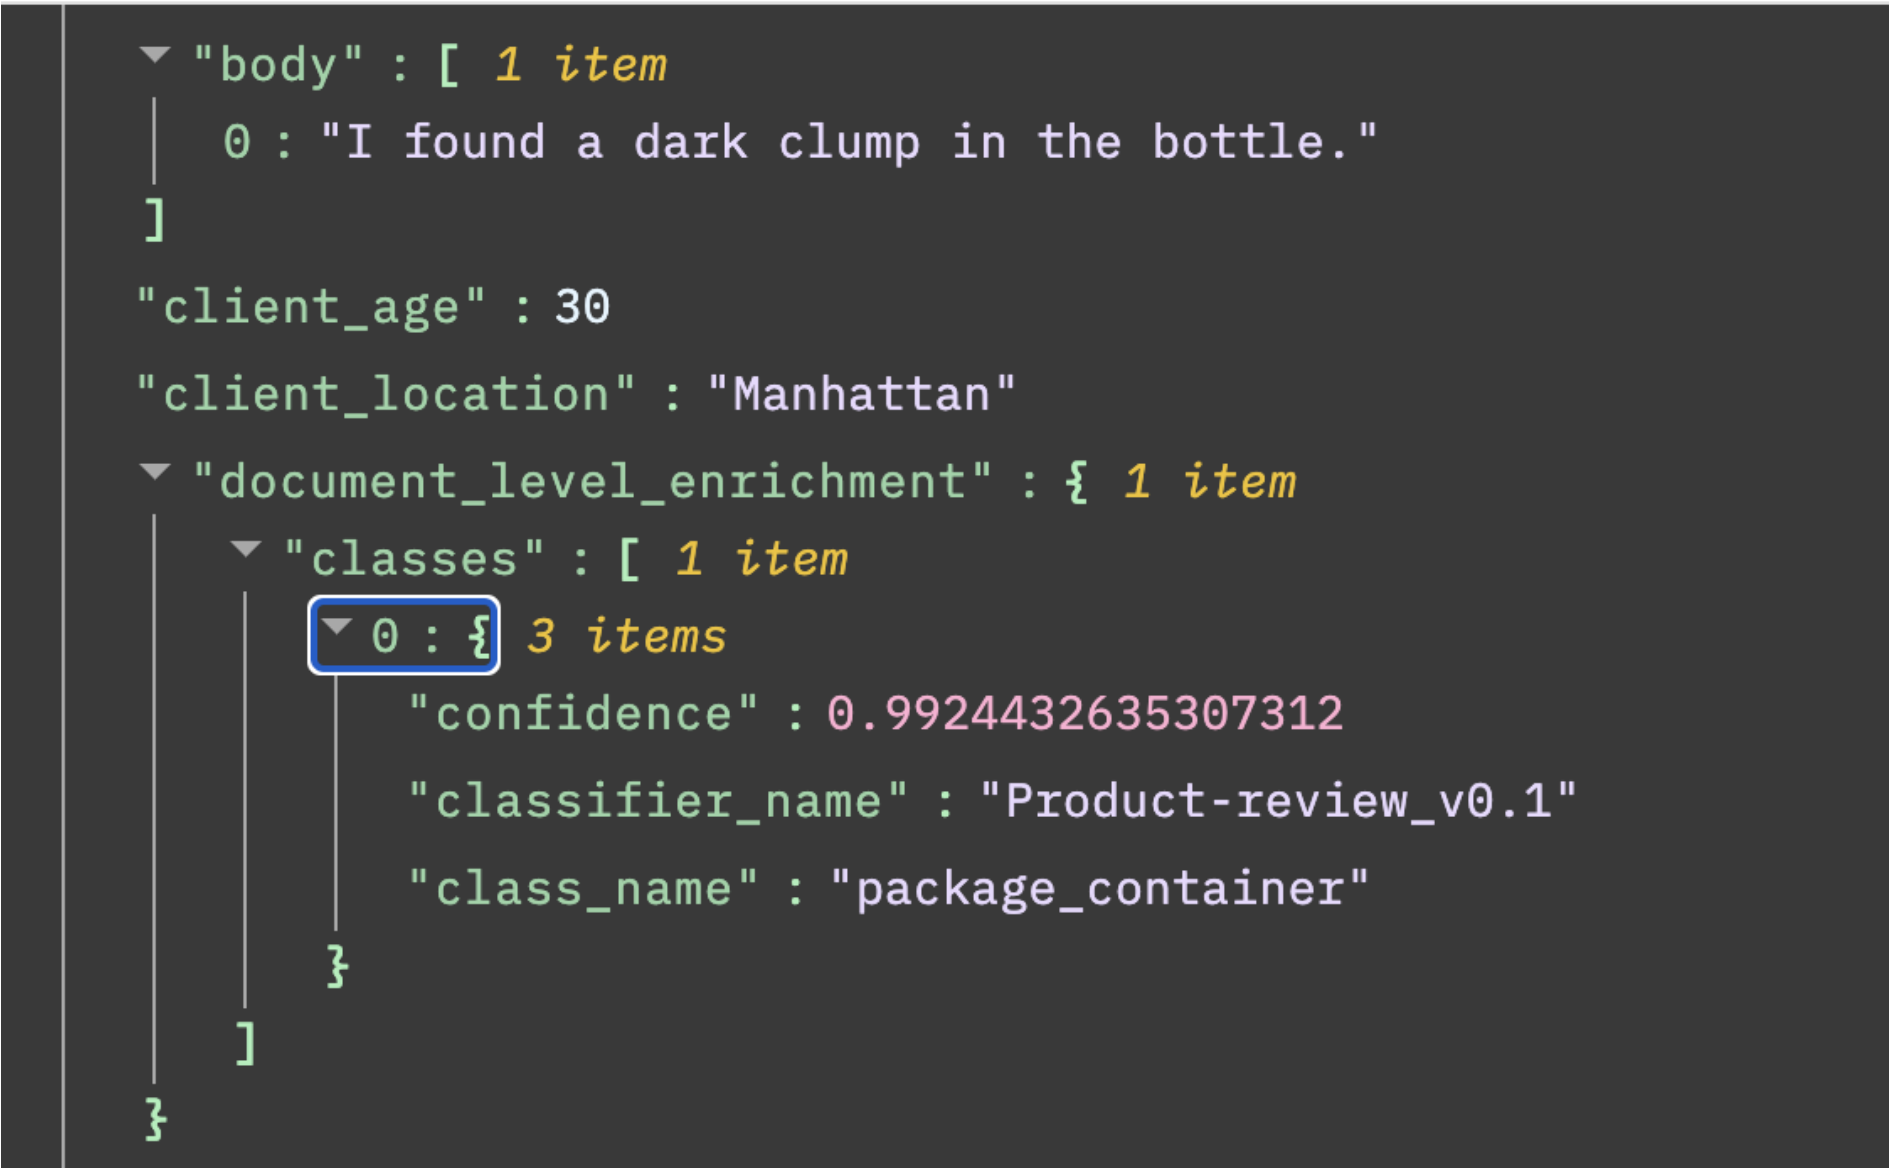 "body" : [ 1 item
0 : "I found a dark clump in the bottle."
]
"client_age" : 30
"client_location" : "Manhattan"
"document_level_enrichment" : { 1 item
"classes" : [ 1 item
0 : { 3 items
"confidence" : 0.9924432635307312
"classifier_name" : "Product-review_v0.1"
"class_name" : "package_container"
}
]
}